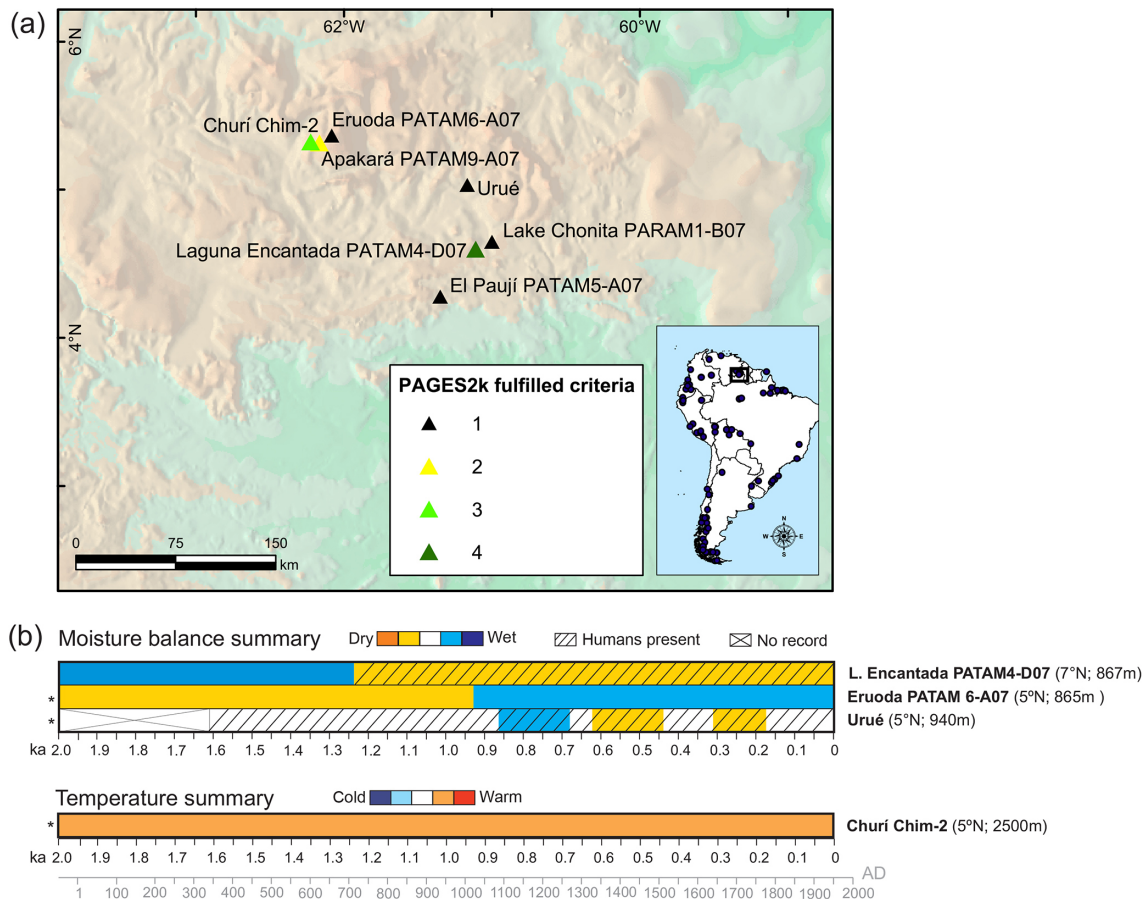 (a)
62°W
60°W
6°N
Churí Chim-2
Eruoda PATAM6-A07
Apakará PATAM9-A07
Urué
Lake Chonita PARAM1-B07
Laguna Encantada PATAM4-D07
El Paují PATAM5-A07
4°N
PAGES2k fulfilled criteria
1
2
3
4
0 75 150
km
N
W E
S
(b) Moisture balance summary Dry Wet Humans present No record
L. Encantada PATAM4-D07 (7°N; 867m)
* Eruoda PATAM 6-A07 (5ºN; 865m )
* Urué (5°N; 940m)
ka 2.0 1.9 1.8 1.7 1.6 1.5 1.4 1.3 1.2 1.1 1.0 0.9 0.8 0.7 0.6 0.5 0.4 0.3 0.2 0.1 0
Temperature summary Cold Warm
* Churí Chim-2 (5ºN; 2500m)
ka 2.0 1.9 1.8 1.7 1.6 1.5 1.4 1.3 1.2 1.1 1.0 0.9 0.8 0.7 0.6 0.5 0.4 0.3 0.2 0.1 0
AD
1 100 200 300 400 500 600 700 800 900 1000 1100 1200 1300 1400 1500 1600 1700 1800 1900 2000